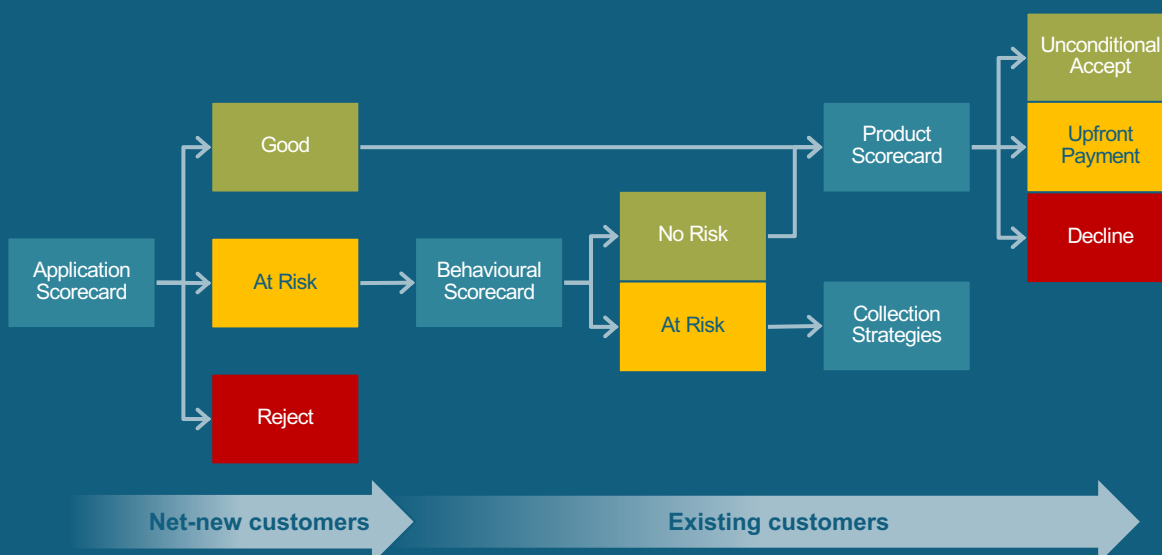 Application
Scorecard
Good
At Risk
Reject
Behavioural
Scorecard
No Risk
At Risk
Product
Scorecard
Collection
Strategies
Unconditional
Accept
Upfront
Payment
Decline
Net-new customers
Existing customers